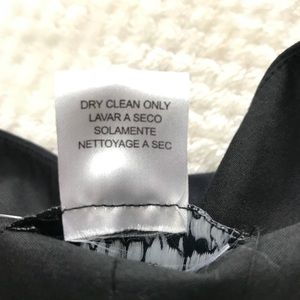 DRY CLEAN ONLY
LAVAR A SECO
SOLAMENTE
NETTOYAGE A SEC